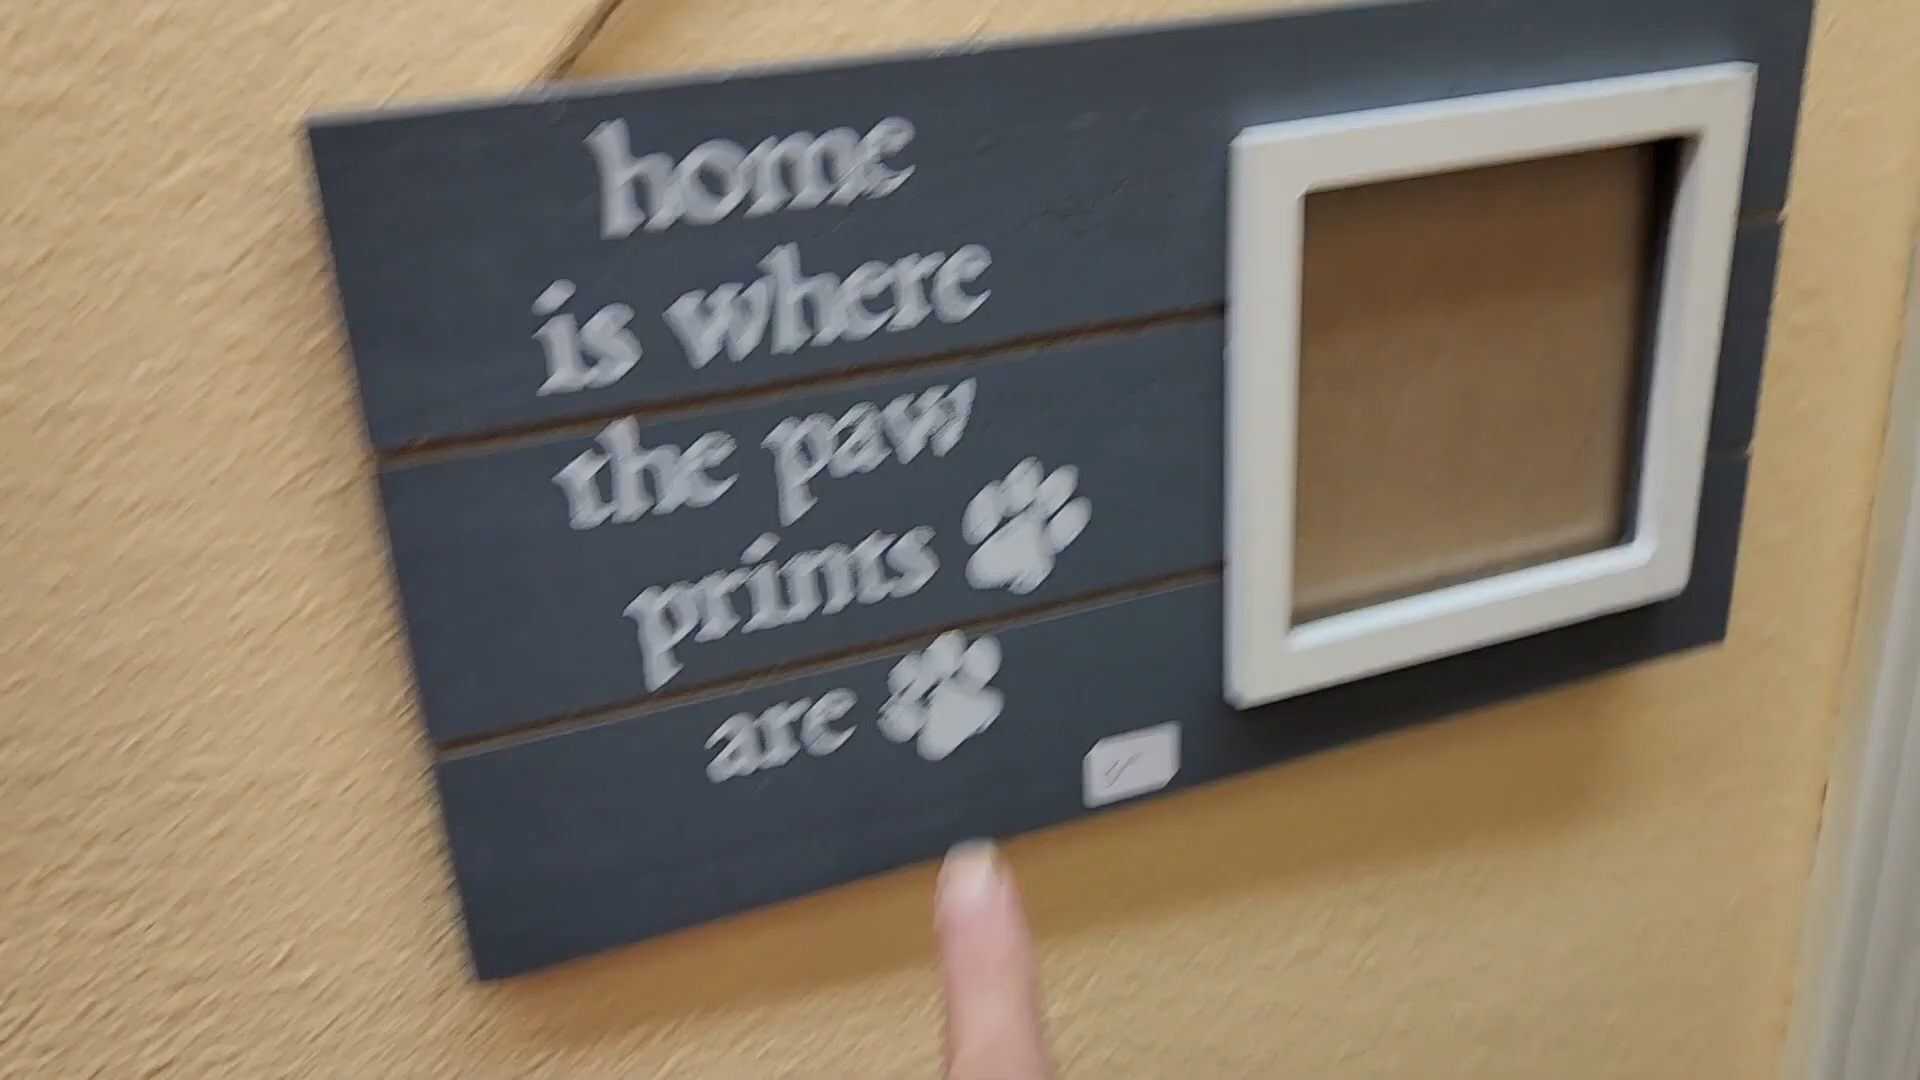 home
is where
the paw
prints
are